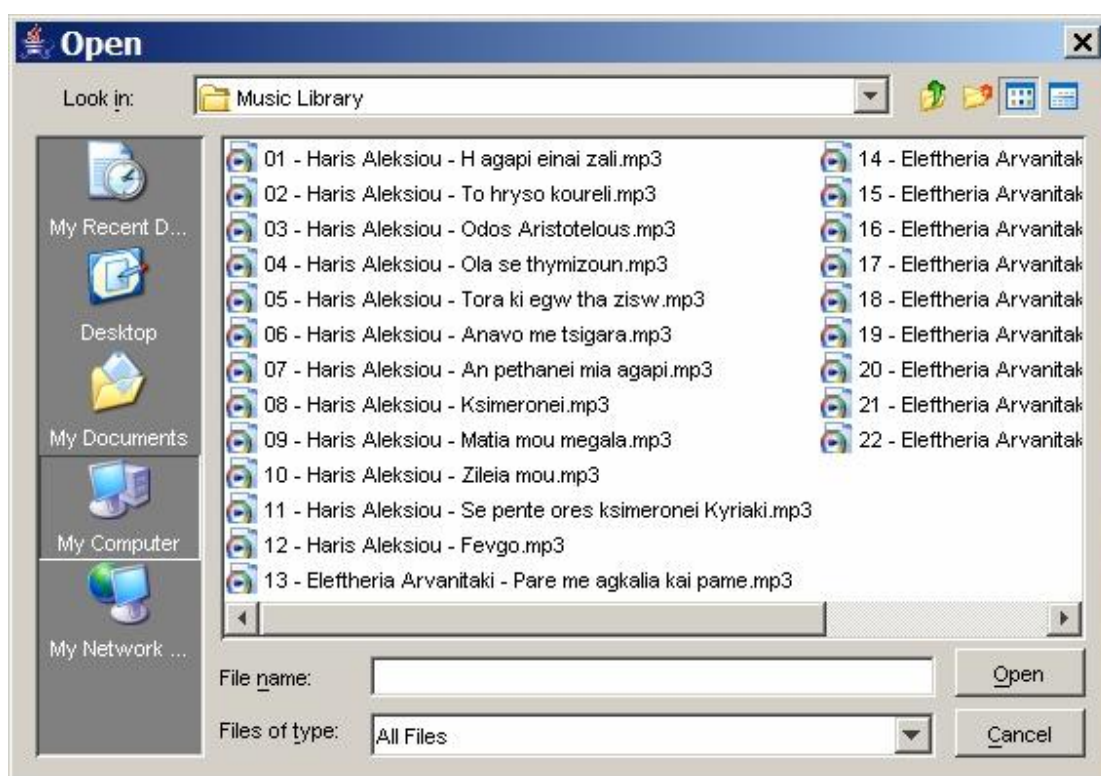 Open
Look in:
Music Library
My Recent D...
Desktop
My Documents
My Computer
My Network ...
01 - Haris Aleksiou - H agapi einai zali.mp3
02 - Haris Aleksiou - To hryso koureli.mp3
03 - Haris Aleksiou - Odos Aristotelous.mp3
04 - Haris Aleksiou - Ola se thymizoun.mp3
05 - Haris Aleksiou - Tora ki egw tha zisw.mp3
06 - Haris Aleksiou - Anavo me tsigara.mp3
07 - Haris Aleksiou - An pethanei mia agapi.mp3
08 - Haris Aleksiou - Ksimeronei.mp3
09 - Haris Aleksiou - Matia mou megala.mp3
10 - Haris Aleksiou - Zileia mou.mp3
11 - Haris Aleksiou - Se pente ores ksimeronei Kyriaki.mp3
12 - Haris Aleksiou - Fevgo.mp3
13 - Eleftheria Arvanitaki - Pare me agkalia kai pame.mp3
14 - Eleftheria Arvanitak
15 - Eleftheria Arvanitak
16 - Eleftheria Arvanitak
17 - Eleftheria Arvanitak
18 - Eleftheria Arvanitak
19 - Eleftheria Arvanitak
20 - Eleftheria Arvanitak
21 - Eleftheria Arvanitak
22 - Eleftheria Arvanitak
File name:
Open
Files of type:
All Files
Cancel